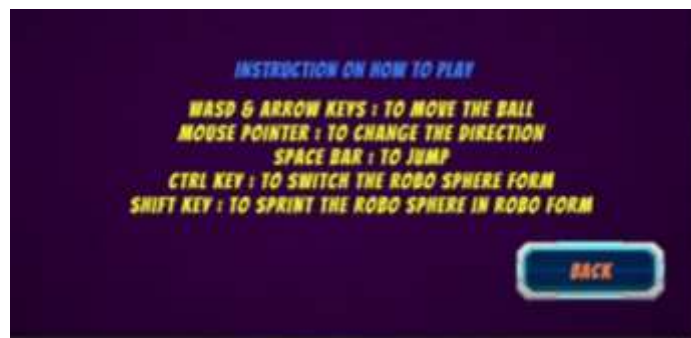 INSTRUCTION ON HOW TO PLAY
WASD & ARROW KEYS : TO MOVE THE BALL
MOUSE POINTER : TO CHANGE THE DIRECTION
SPACE BAR : TO JUMP
CTRL KEY : TO SWITCH THE ROBO SPHERE FORM
SHIFT KEY : TO SPRINT THE ROBO SPHERE IN ROBO FORM
BACK